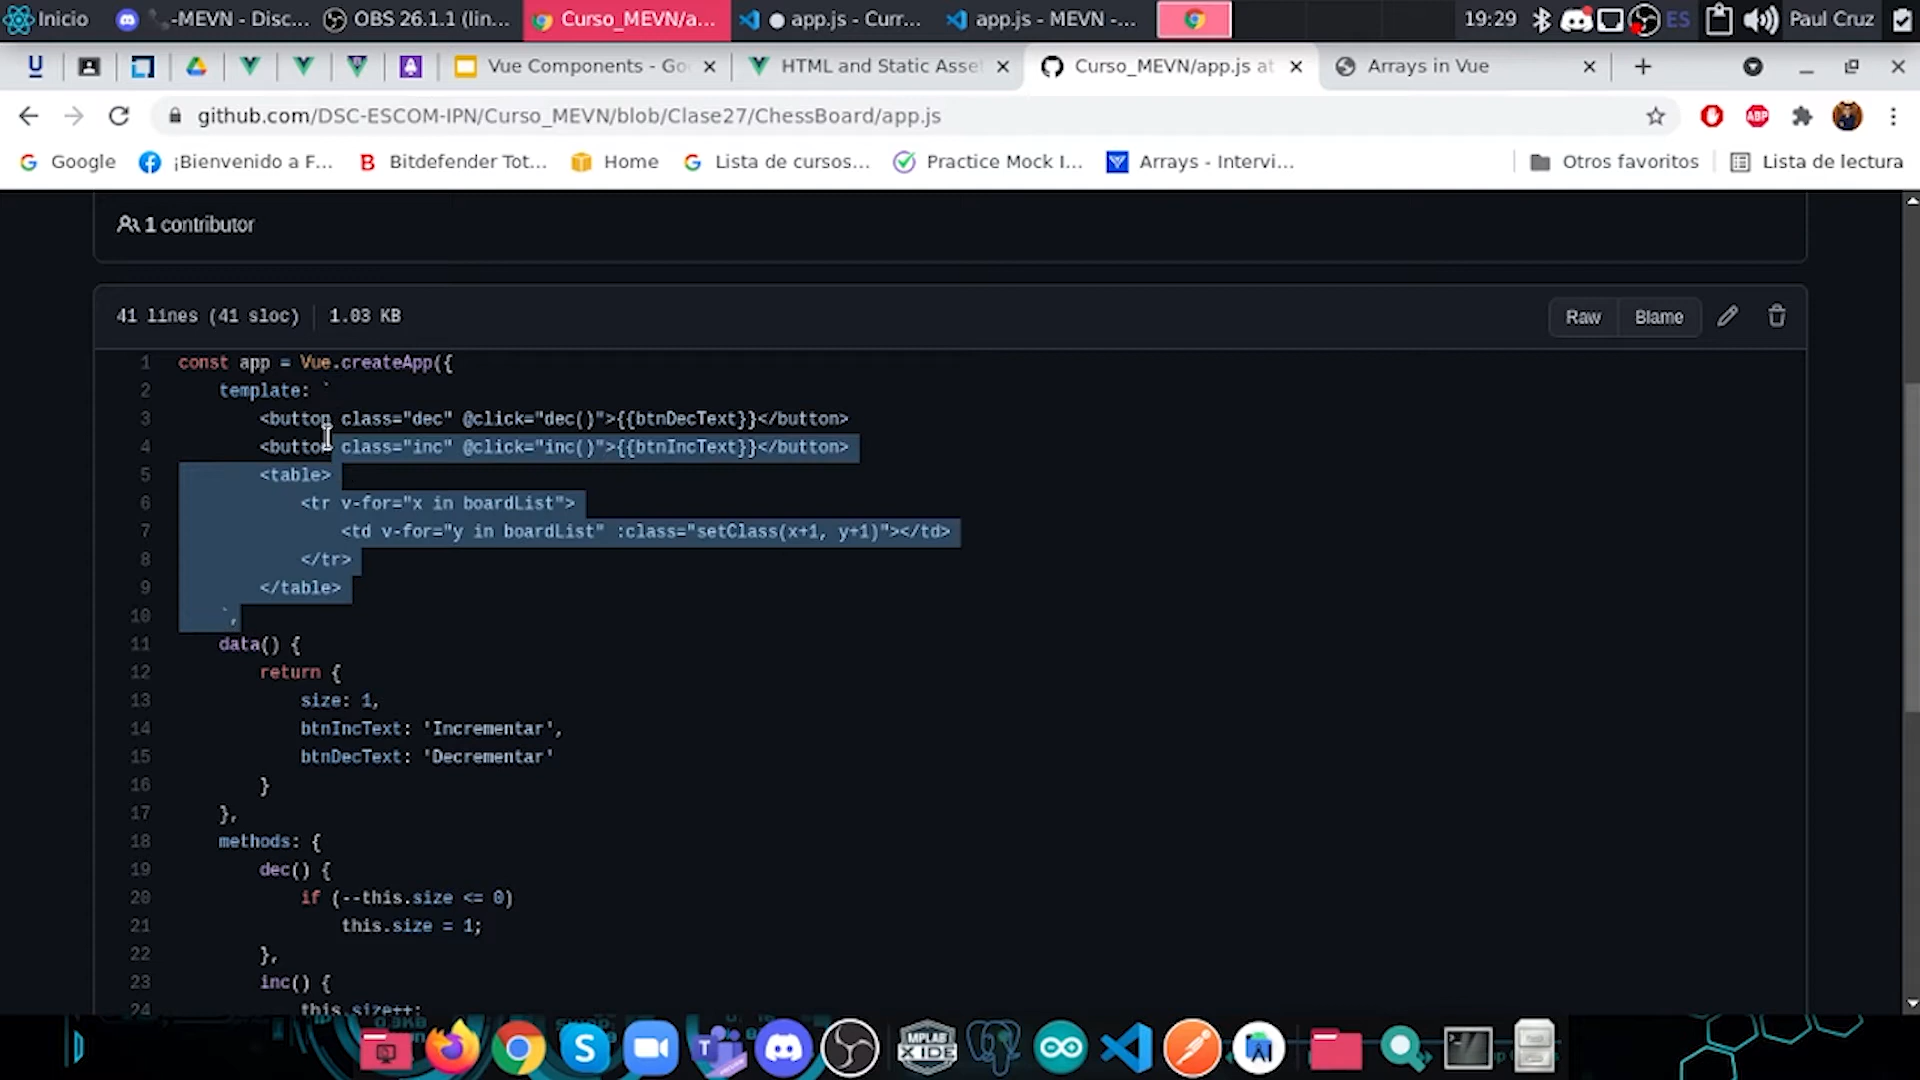 Inicio
-MEVN - Disc...
OBS 26.1.1 (lin...
Curso_MEVN/a...
● app.js - Curr...
app.js - MEVN -...
19:29
ES
Paul Cruz
U
Vue Components - Go
HTML and Static Asset
Curso_MEVN/app.js at
Arrays in Vue
github.com/DSC-ESCOM-IPN/Curso_MEVN/blob/Clase27/ChessBoard/app.js
ABP
Google
¡Bienvenido a F...
Bitdefender Tot...
Home
Lista de cursos...
Practice Mock I...
Arrays - Intervi...
Otros favoritos
Lista de lectura
1 contributor
41 lines (41 sloc) | 1.03 KB
Raw
Blame
1 const app = Vue.createApp({
2 template: `
3 <button class="dec" @click="dec()">{{btnDecText}}</button>
4 <button class="inc" @click="inc()">{{btnIncText}}</button>
5 <table>
6 <tr v-for="x in boardList">
7 <td v-for="y in boardList" :class="setClass(x+1, y+1)"></td>
8 </tr>
9 </table>
10 `,
11 data() {
12 return {
13 size: 1,
14 btnIncText: 'Incrementar',
15 btnDecText: 'Decrementar'
16 }
17 },
18 methods: {
19 dec() {
20 if (--this.size <= 0)
21 this.size = 1;
22 },
23 inc() {
24 this.size++;
MPLAB
X IDE